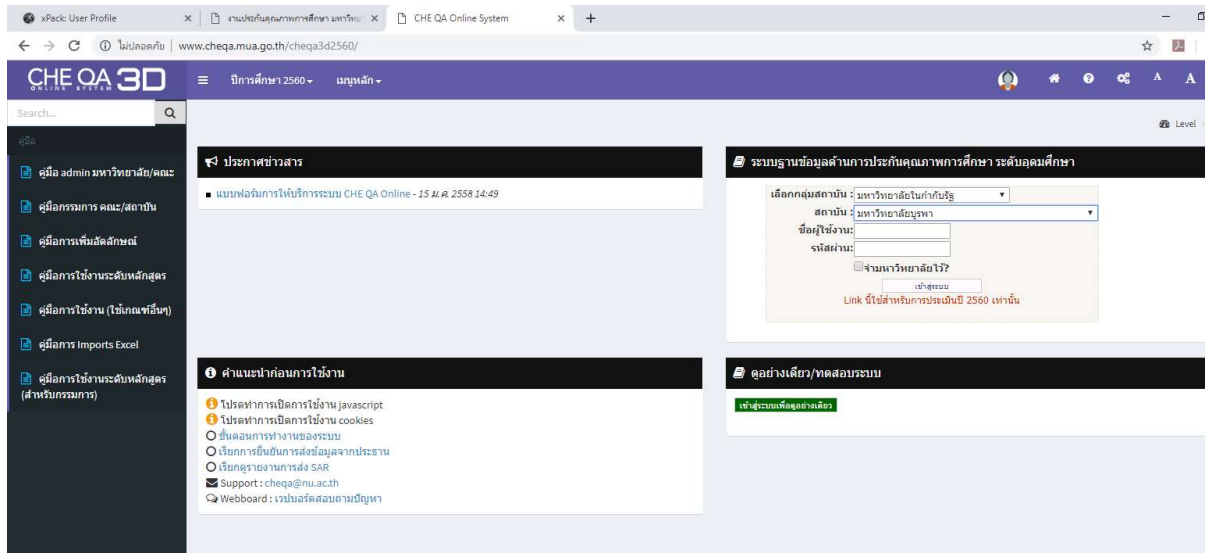 xPack: User Profile
งานประกันคุณภาพการศึกษา มหาวิทย
CHE QA Online System
ไม่ปลอดภัย
www.cheqa.mua.go.th/cheqa3d2560/
CHE QA 3D
ONLINE SYSTEM
ปีการศึกษา 2560
เมนูหลัก
A
A
Search...
Level
คู่มือ
คู่มือ admin มหาวิทยาลัย/คณะ
คู่มือกรรมการ คณะ/สถาบัน
คู่มือการเพิ่มอัตลักษณ์
คู่มือการใช้งานระดับหลักสูตร
คู่มือการใช้งาน (ใช้เกณฑ์อื่นๆ)
คู่มือการ Imports Excel
คู่มือการใช้งานระดับหลักสูตร
(สำหรับกรรมการ)
ประกาศข่าวสาร
แบบฟอร์มการให้บริการระบบ CHE QA Online - 15 ม.ค. 2558 14:49
ระบบฐานข้อมูลด้านการประกันคุณภาพการศึกษา ระดับอุดมศึกษา
เลือกกลุ่มสถาบัน : มหาวิทยาลัยในกำกับรัฐ
สถาบัน : มหาวิทยาลัยบูรพา
ชื่อผู้ใช้งาน:
รหัสผ่าน:
จำมหาวิทยาลัยไว้?
เข้าสู่ระบบ
Link นี้ใช้สำหรับการประเมินปี 2560 เท่านั้น
คำแนะนำก่อนการใช้งาน
โปรดทำการเปิดการใช้งาน javascript
โปรดทำการเปิดการใช้งาน cookies
ขั้นตอนการทำงานของระบบ
เรียกการยืนยันการส่งข้อมูลจากประธาน
เรียกดูรายงานการส่ง SAR
Support : cheqa@nu.ac.th
Webboard : เวปบอร์ดสอบถามปัญหา
ดูอย่างเดียว/ทดสอบระบบ
เข้าสู่ระบบเพื่อดูอย่างเดียว